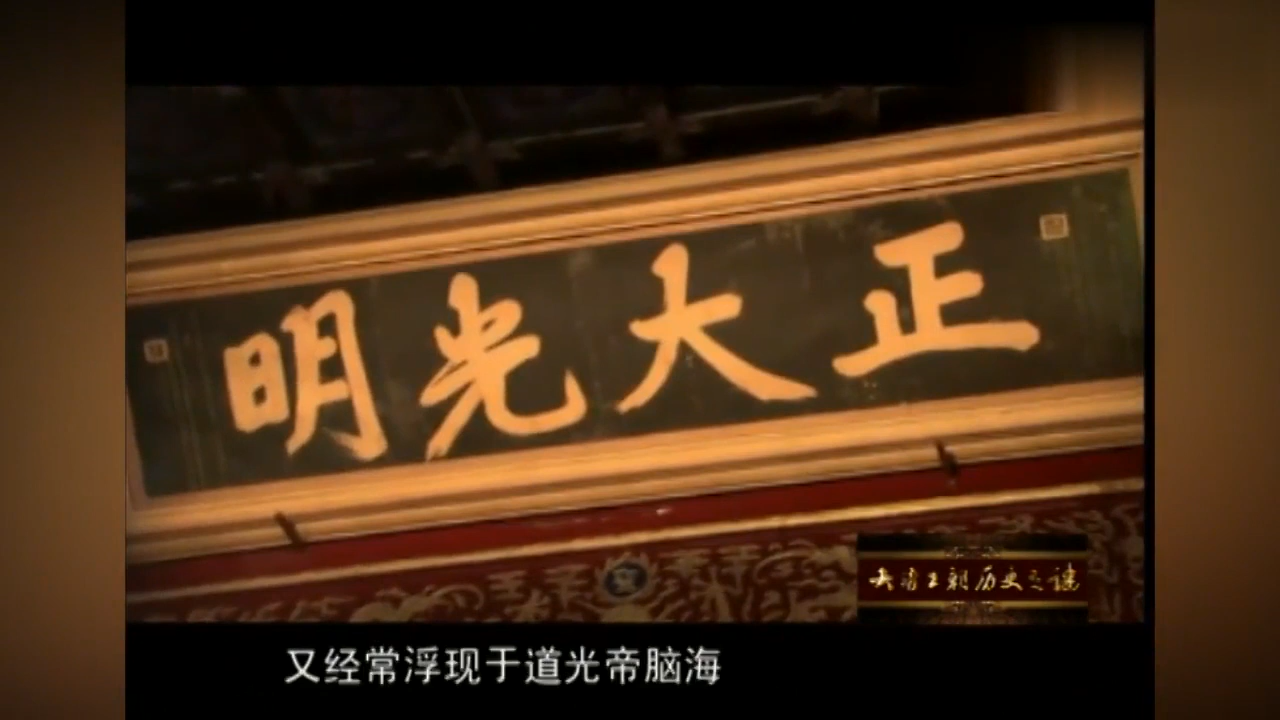 正大光明
大清王朝历史之谜
又经常浮现于道光帝脑海